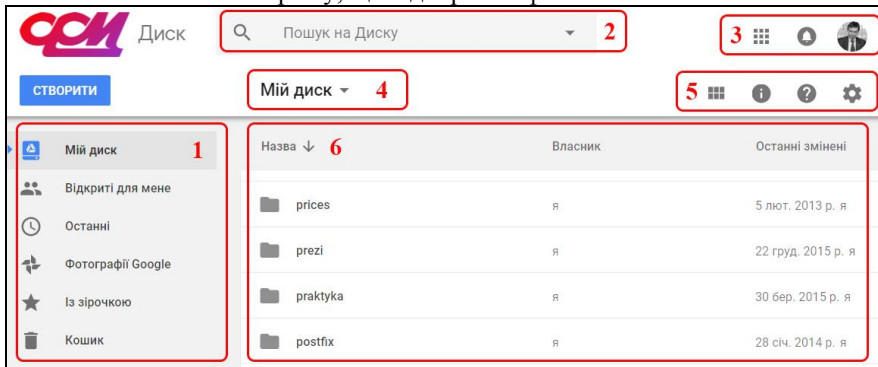 ССМ Диск Пошук на Диску 2 3
СТВОРИТИ Мій диск 4 5
Мій диск 1
Відкриті для мене
Останні
Фотографії Google
Із зірочкою
Кошик
Назва 6 Власник Останні змінені
prices я 5 лют. 2013 р. я
prezi я 22 груд. 2015 р. я
praktyka я 30 бер. 2015 р. я
postfix я 28 січ. 2014 р. я